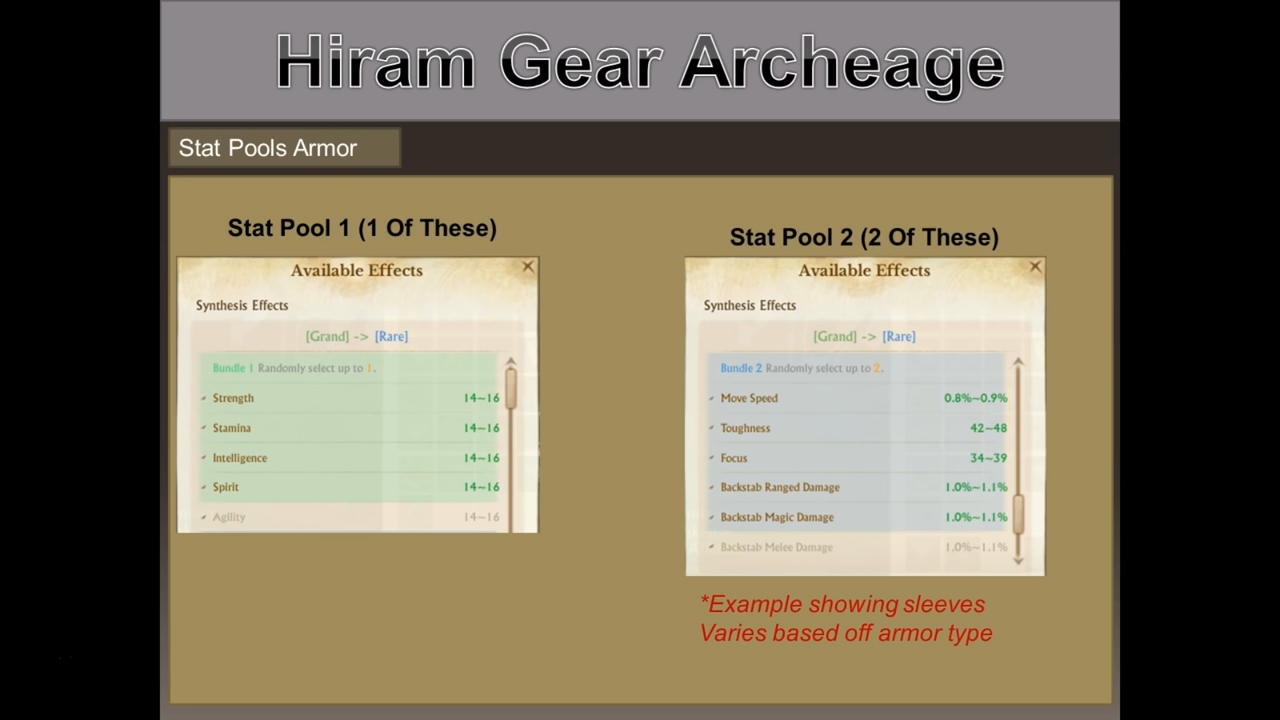 Hiram Gear Archeage
Stat Pools Armor
Stat Pool 1 (1 Of These)
Available Effects
Synthesis Effects
[Grand] -> [Rare]
Bundle 1 Randomly select up to 1.
Strength 14~16
Stamina 14~16
Intelligence 14~16
Spirit 14~16
Agility 14~16
Stat Pool 2 (2 Of These)
Available Effects
Synthesis Effects
[Grand] -> [Rare]
Bundle 2 Randomly select up to 2.
Move Speed 0.8%~0.9%
Toughness 42~48
Focus 34~39
Backstab Ranged Damage 1.0%~1.1%
Backstab Magic Damage 1.0%~1.1%
Backstab Melee Damage 1.0%~1.1%
*Example showing sleeves
Varies based off armor type